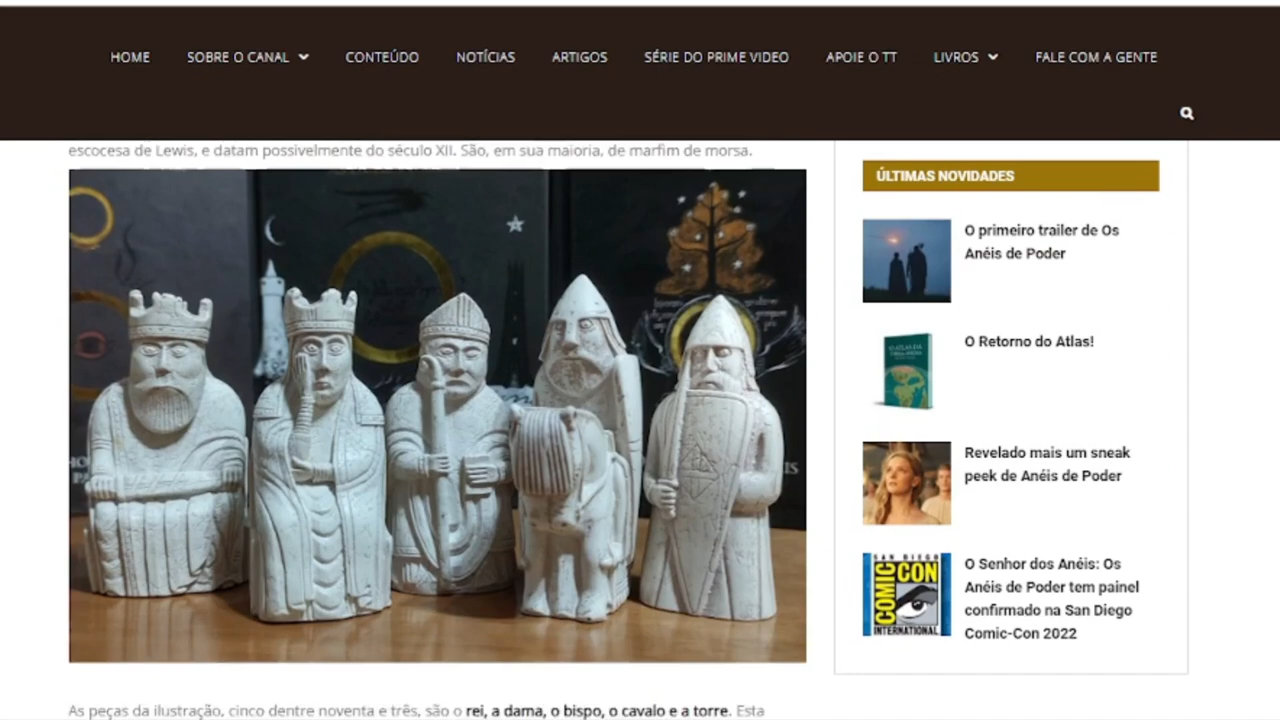 HOME
SOBRE O CANAL
CONTEÚDO
NOTÍCIAS
ARTIGOS
SÉRIE DO PRIME VIDEO
APOIE O TT
LIVROS
FALE COM A GENTE
escocesa de Lewis, e datam possivelmente do século XII. São, em sua maioria, de marfim de morsa.
As peças da ilustração, cinco dentre noventa e três, são o rei, a dama, o bispo, o cavalo e a torre. Esta
ÚLTIMAS NOVIDADES
O primeiro trailer de Os
Anéis de Poder
O Retorno do Atlas!
Revelado mais um sneak
peek de Anéis de Poder
SAN DIEGO
COMIC CON
INTERNATIONAL
O Senhor dos Anéis: Os
Anéis de Poder tem painel
confirmado na San Diego
Comic-Con 2022